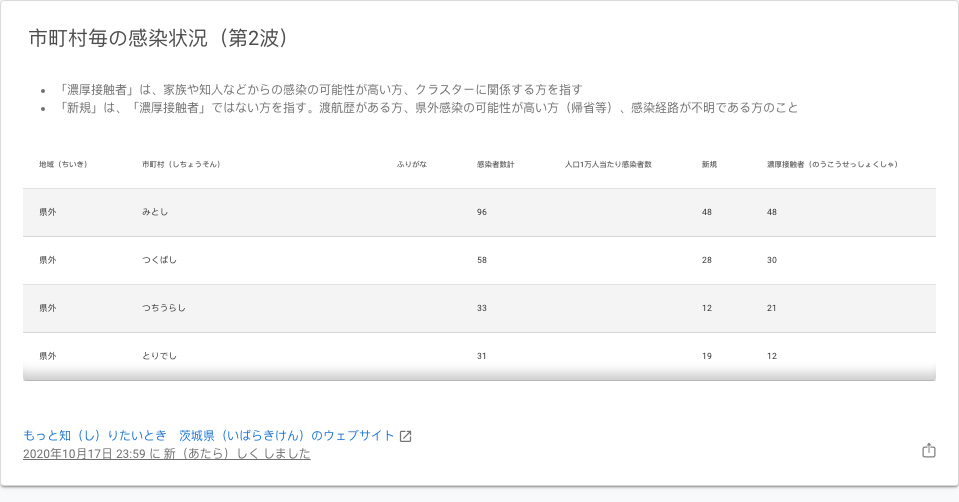 市町村毎の感染状況（第2波）
「濃厚接触者」は、家族や知人などからの感染の可能性が高い方、クラスターに関係する方を指す
「新規」は、「濃厚接触者」ではない方を指す。渡航歴がある方、県外感染の可能性が高い方（帰省等）、感染経路が不明である方のこと
地域（ちいき） 市町村（しちょうそん） ふりがな 感染者数計 人口1万人当たり感染者数 新規 濃厚接触者（のうこうせっしょくしゃ）
県外 みとし 96 48 48
県外 つくばし 58 28 30
県外 つちうらし 33 12 21
県外 とりでし 31 19 12
もっと知（し）りたいとき　茨城県（いばらきけん）のウェブサイト
2020年10月17日 23:59 に 新（あたら）しく しました